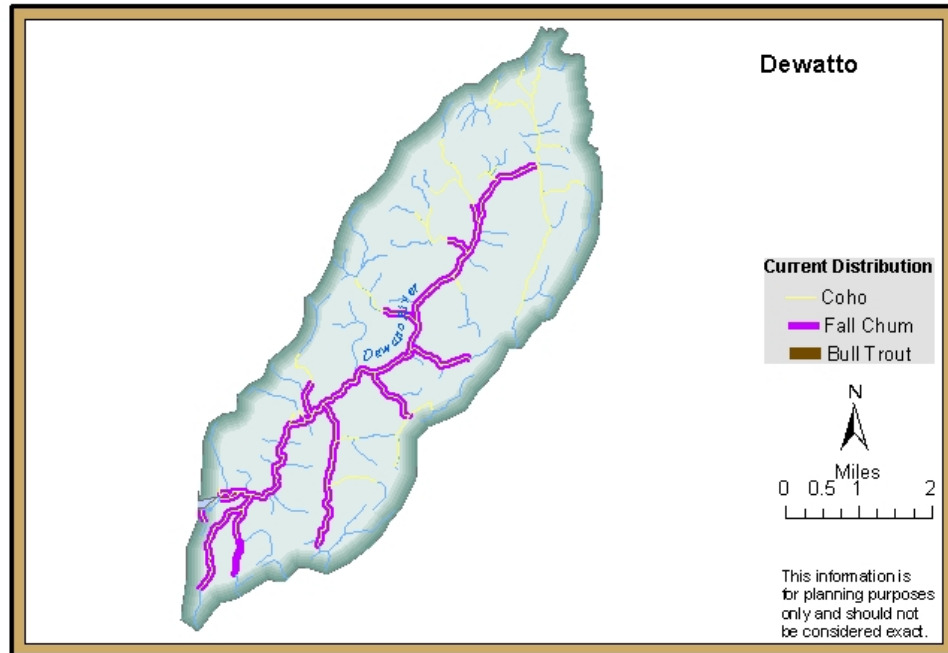 Dewatto
Dewatto River
Current Distribution
Coho
Fall Chum
Bull Trout
N
Miles
0 0.5 1 2
This information is
for planning purposes
only and should not
be considered exact.